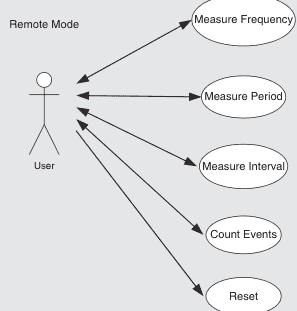 Remote Mode
Measure Frequency
Measure Period
Measure Interval
User
Count Events
Reset